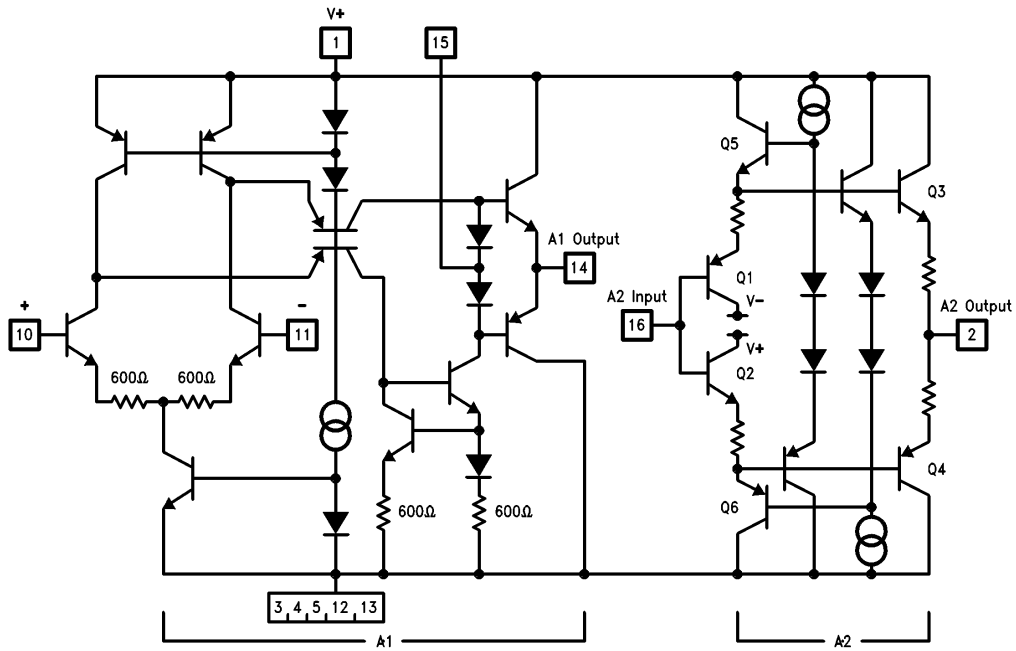 V+
1
15
Q5
Q3
A1 Output
14
Q1
V-
A2 Input
16
V+
Q2
A2 Output
2
+
10
-
11
600Ω 600Ω
Q4
Q6
600Ω 600Ω
3 4 5 12 13
A1
A2